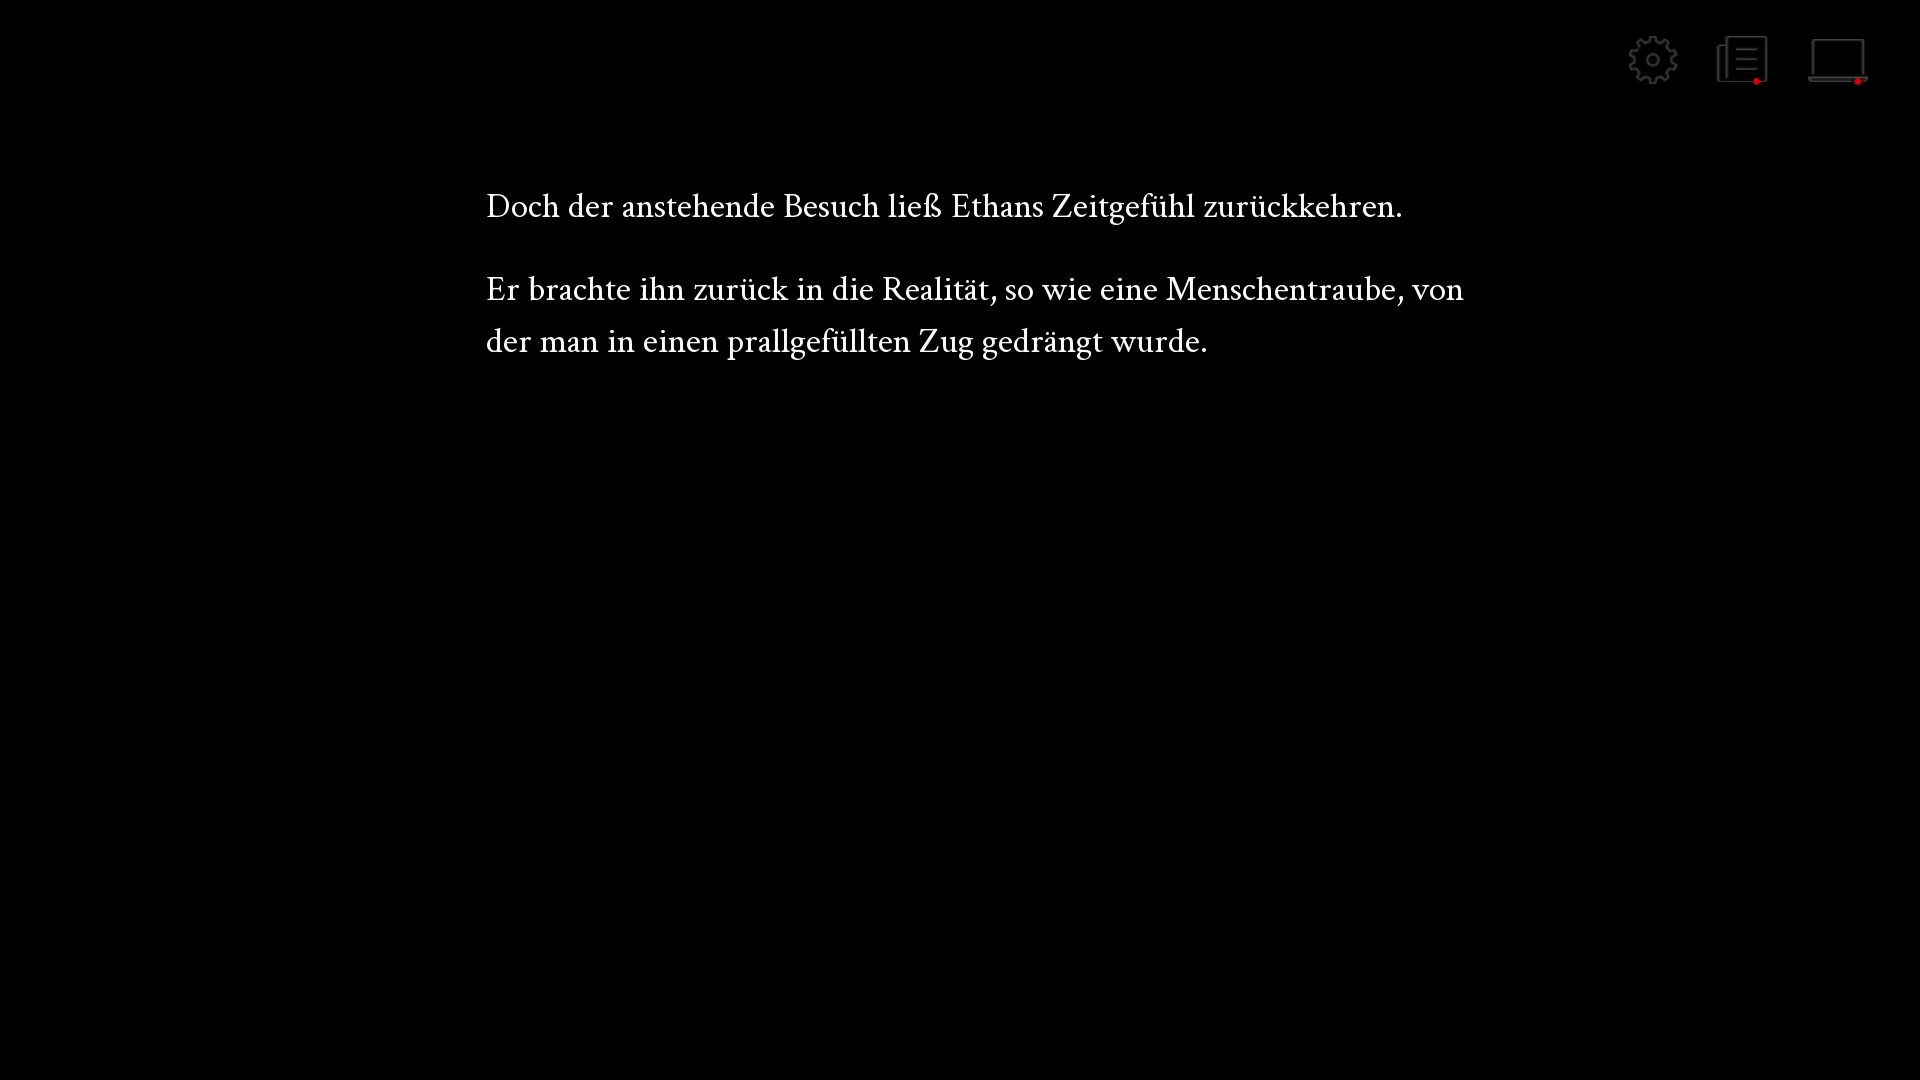 Doch der anstehende Besuch ließ Ethans Zeitgefühl zurückkehren.
Er brachte ihn zurück in die Realität, so wie eine Menschentraube, von
der man in einen prallgefüllten Zug gedrängt wurde.